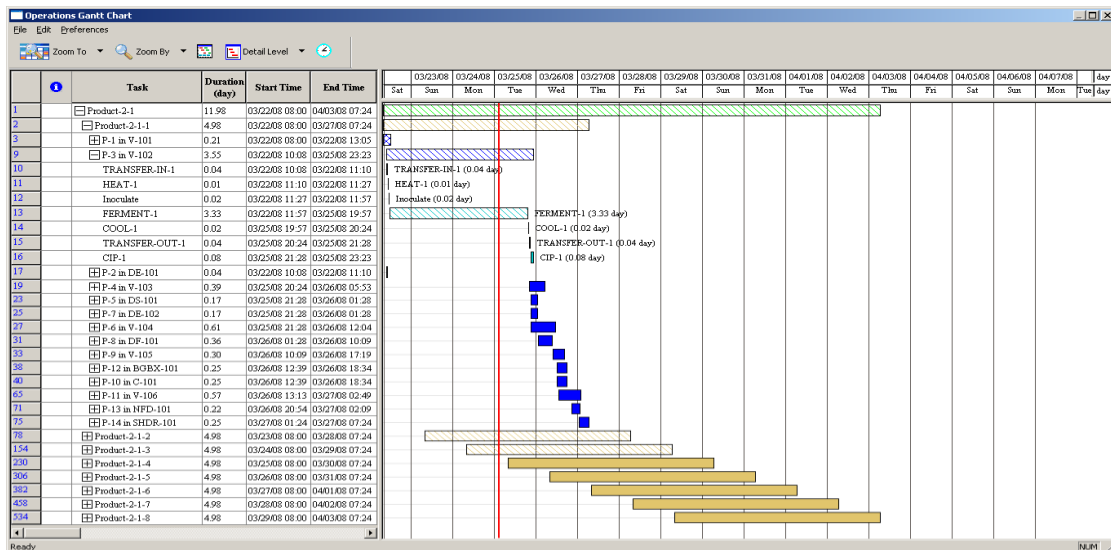 Operations Gantt Chart
File Edit Preferences
Zoom To Zoom By Detail Level
03/23/08 03/24/08 03/25/08 03/26/08 03/27/08 03/28/08 03/29/08 03/30/08 03/31/08 04/01/08 04/02/08 04/03/08 04/04/08 04/05/08 04/06/08 04/07/08 day
Task Duration (day) Start Time End Time Sat Sun Mon Tue Wed Thu Fri Sat Sun Mon Tue Wed Thu Fri Sat Sun Mon Tue day
1 Product-2-1 11.98 03/22/08 08:00 04/03/08 07:24
2 Product-2-1-1 4.98 03/22/08 08:00 03/27/08 07:24
3 P-1 in V-101 0.21 03/22/08 08:00 03/22/08 13:05
9 P-3 in V-102 3.55 03/22/08 10:08 03/25/08 23:23
10 TRANSFER-IN-1 0.04 03/22/08 10:08 03/22/08 11:10 TRANSFER-IN-1 (0.04 day)
11 HEAT-1 0.01 03/22/08 11:10 03/22/08 11:27 HEAT-1 (0.01 day)
12 Inoculate 0.02 03/22/08 11:27 03/22/08 11:57 Inoculate (0.02 day)
13 FERMENT-1 3.33 03/22/08 11:57 03/25/08 19:57 FERMENT-1 (3.33 day)
14 COOL-1 0.02 03/25/08 19:57 03/25/08 20:24 COOL-1 (0.02 day)
15 TRANSFER-OUT-1 0.04 03/25/08 20:24 03/25/08 21:28 TRANSFER-OUT-1 (0.04 day)
16 CIP-1 0.08 03/25/08 21:28 03/25/08 23:23 CIP-1 (0.08 day)
17 P-2 in DE-101 0.04 03/22/08 10:08 03/22/08 11:10
19 P-4 in V-103 0.39 03/25/08 20:24 03/26/08 05:53
23 P-5 in DS-101 0.17 03/25/08 21:28 03/26/08 01:28
25 P-7 in DE-102 0.17 03/25/08 21:28 03/26/08 01:28
27 P-6 in V-104 0.61 03/25/08 21:28 03/26/08 12:04
31 P-8 in DF-101 0.36 03/26/08 01:28 03/26/08 10:09
33 P-9 in V-105 0.30 03/26/08 10:09 03/26/08 17:19
38 P-12 in BGBX-101 0.25 03/26/08 12:39 03/26/08 18:34
40 P-10 in C-101 0.25 03/26/08 12:39 03/26/08 18:34
65 P-11 in V-106 0.57 03/26/08 13:13 03/27/08 02:49
71 P-13 in NFD-101 0.22 03/26/08 20:54 03/27/08 02:09
75 P-14 in SHDR-101 0.25 03/27/08 01:24 03/27/08 07:24
78 Product-2-1-2 4.98 03/23/08 08:00 03/28/08 07:24
154 Product-2-1-3 4.98 03/24/08 08:00 03/29/08 07:24
230 Product-2-1-4 4.98 03/25/08 08:00 03/30/08 07:24
306 Product-2-1-5 4.98 03/26/08 08:00 03/31/08 07:24
382 Product-2-1-6 4.98 03/27/08 08:00 04/01/08 07:24
458 Product-2-1-7 4.98 03/28/08 08:00 04/02/08 07:24
534 Product-2-1-8 4.98 03/29/08 08:00 04/03/08 07:24
Ready NUM